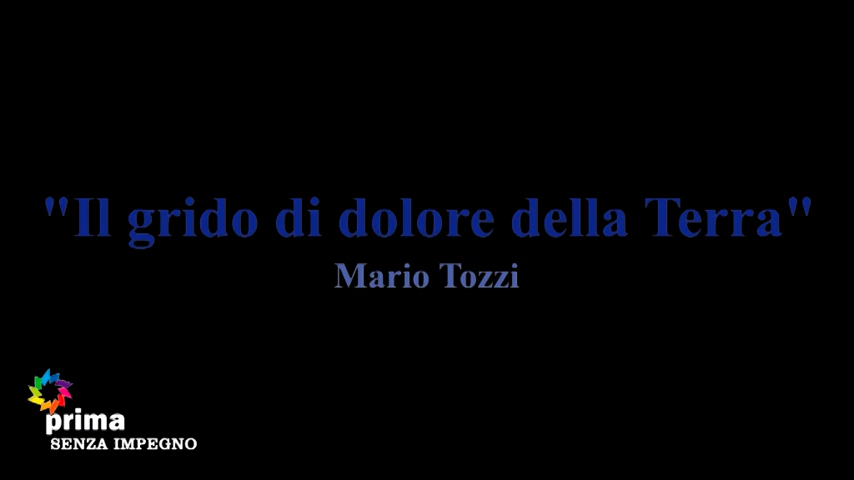 "Il grido di dolore della Terra"
Mario Tozzi
prima
SENZA IMPEGNO